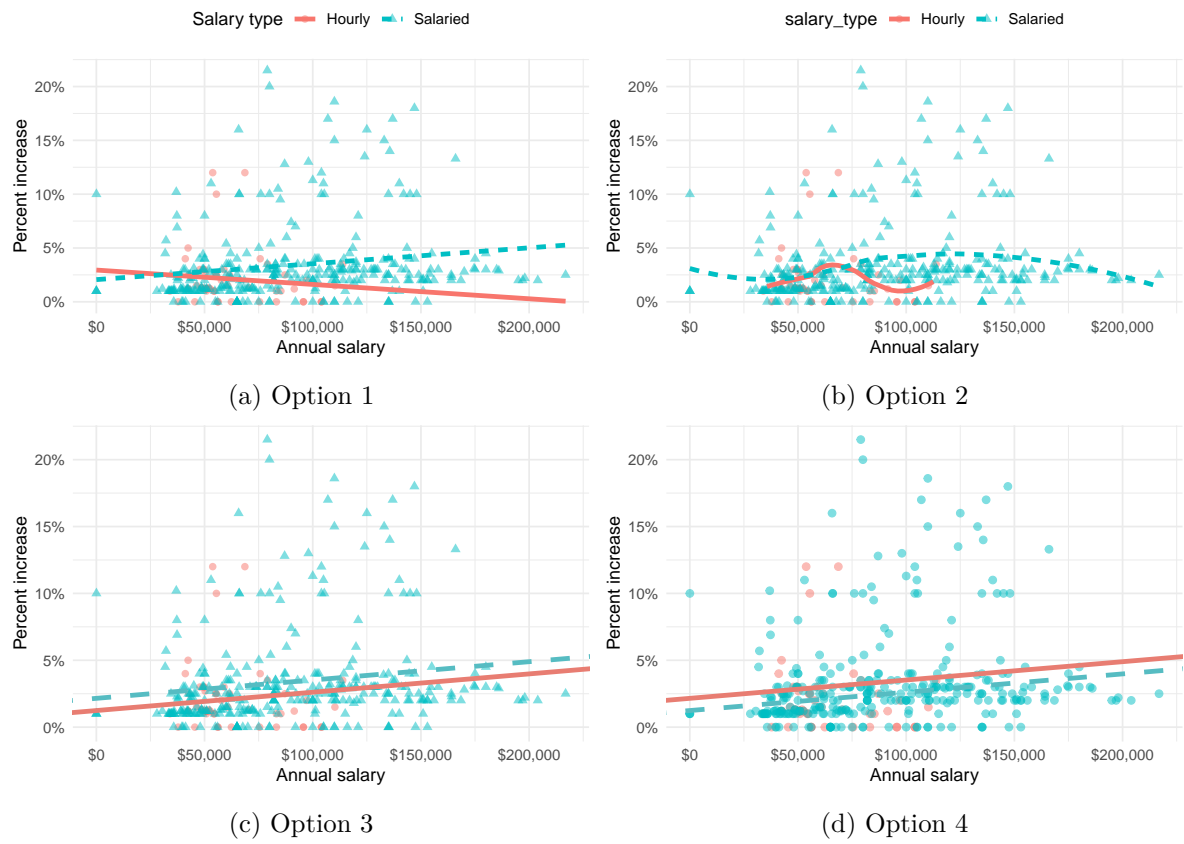 Salary type Hourly Salaried
Percent increase
20%
15%
10%
5%
0%
$0 $50,000 $100,000 $150,000 $200,000
Annual salary
(a) Option 1
salary_type Hourly Salaried
Percent increase
20%
15%
10%
5%
0%
$0 $50,000 $100,000 $150,000 $200,000
Annual salary
(b) Option 2
Percent increase
20%
15%
10%
5%
0%
$0 $50,000 $100,000 $150,000 $200,000
Annual salary
(c) Option 3
Percent increase
20%
15%
10%
5%
0%
$0 $50,000 $100,000 $150,000 $200,000
Annual salary
(d) Option 4